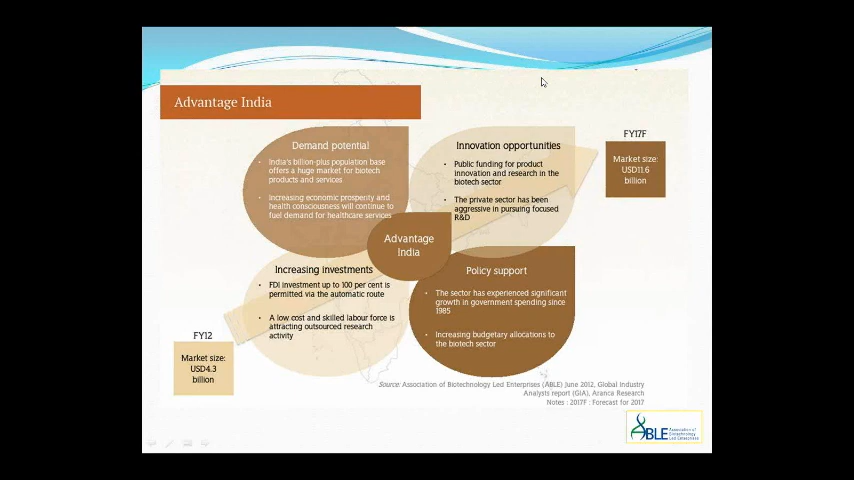 Advantage India
Demand potential
• India's billion-plus population base
offers a huge market for biotech
products and services
• Increasing economic prosperity and
health consciousness will continue to
fuel demand for healthcare services
Innovation opportunities
• Public funding for product
innovation and research in the
biotech sector
• The private sector has been
aggressive in pursuing focused
R&D
FY17F
Market size:
USD11.6
billion
Advantage
India
Increasing investments
• FDI investment up to 100 per cent is
permitted via the automatic route
• A low cost and skilled labour force is
attracting outsourced research
activity
Policy support
• The sector has experienced significant
growth in government spending since
1985
• Increasing budgetary allocations to
the biotech sector
FY12
Market size:
USD4.3
billion
Source: Association of Biotechnology Led Enterprises (ABLE) June 2012, Global Industry
Analysts report (GIA), Aranca Research
Notes : 2017F : Forecast for 2017
ABLE
Association of
Biotechnology
Led Enterprises